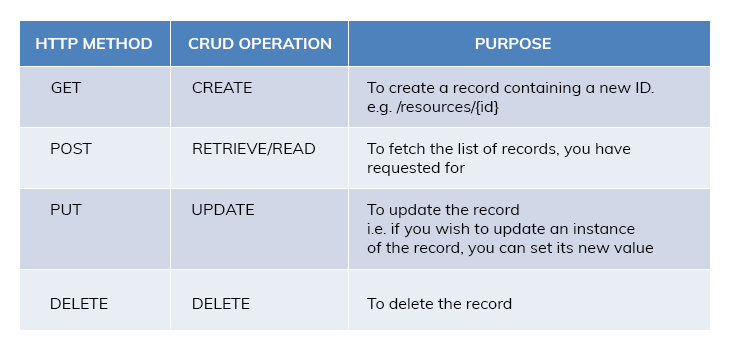 HTTP METHOD CRUD OPERATION PURPOSE
GET CREATE To create a record containing a new ID.
e.g. /resources/{id}
POST RETRIEVE/READ To fetch the list of records, you have
requested for
PUT UPDATE To update the record
i.e. if you wish to update an instance
of the record, you can set its new value
DELETE DELETE To delete the record